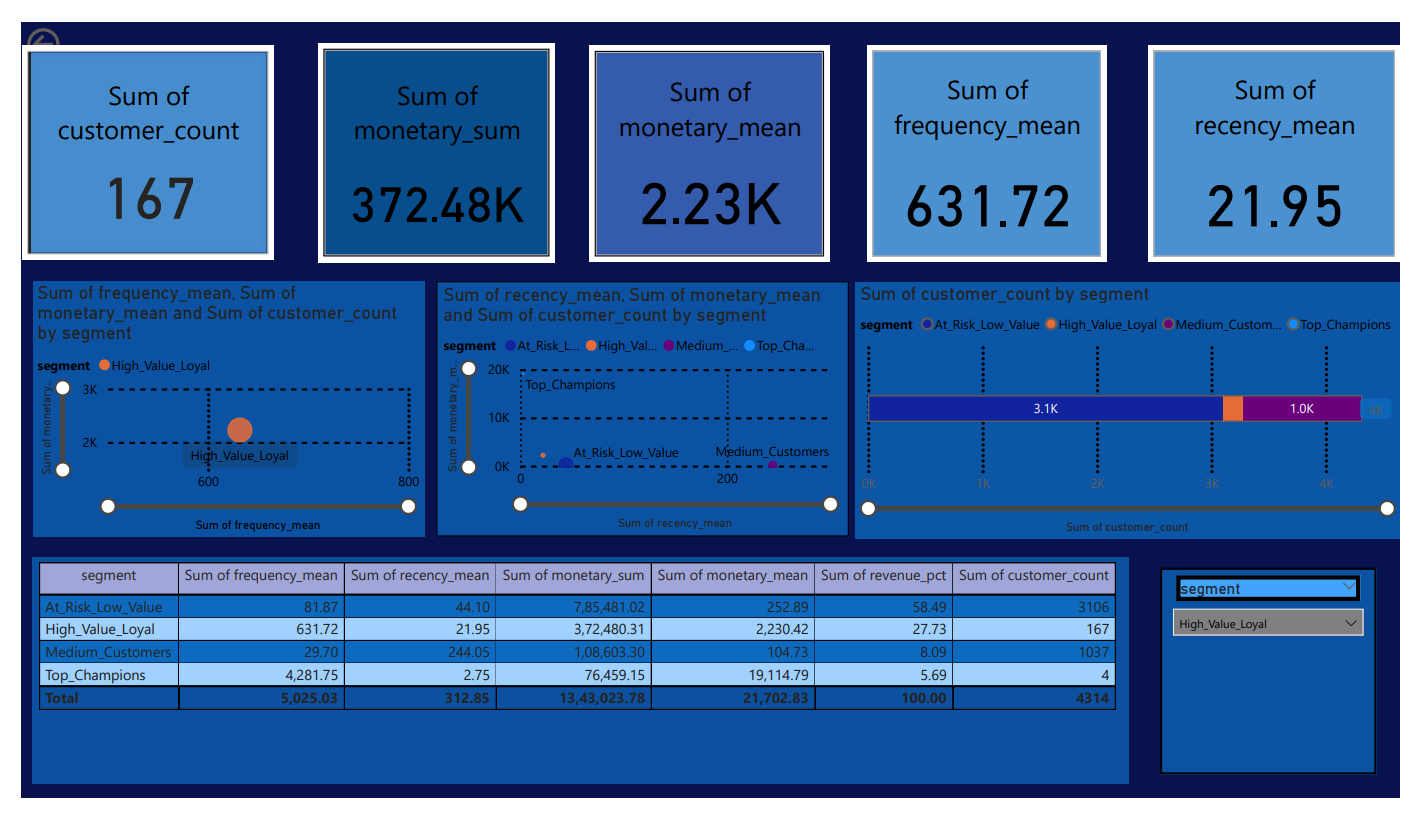 Sum of
customer_count
167
Sum of
monetary_sum
372.48K
Sum of
monetary_mean
2.23K
Sum of
frequency_mean
631.72
Sum of
recency_mean
21.95
Sum of frequency_mean, Sum of
monetary_mean and Sum of customer_count
by segment
segment High_Value_Loyal
Sum of monetary...
3K
2K
High_Value_Loyal
600 800
Sum of frequency_mean
Sum of recency_mean, Sum of monetary_mean
and Sum of customer_count by segment
segment At_Risk_L... High_Val... Medium_... Top_Cha...
Sum of monetary_m...
20K
Top_Champions
10K
At_Risk_Low_Value Medium_Customers
0K
0 200
Sum of recency_mean
Sum of customer_count by segment
segment At_Risk_Low_Value High_Value_Loyal Medium_Custom... Top_Champions
3.1K 1.0K 4K
0K 1K 2K 3K 4K
Sum of customer_count
segment Sum of frequency_mean Sum of recency_mean Sum of monetary_sum Sum of monetary_mean Sum of revenue_pct Sum of customer_count
At_Risk_Low_Value 81.87 44.10 7,85,481.02 252.89 58.49 3106
High_Value_Loyal 631.72 21.95 3,72,480.31 2,230.42 27.73 167
Medium_Customers 29.70 244.05 1,08,603.30 104.73 8.09 1037
Top_Champions 4,281.75 2.75 76,459.15 19,114.79 5.69 4
Total 5,025.03 312.85 13,43,023.78 21,702.83 100.00 4314
segment
High_Value_Loyal